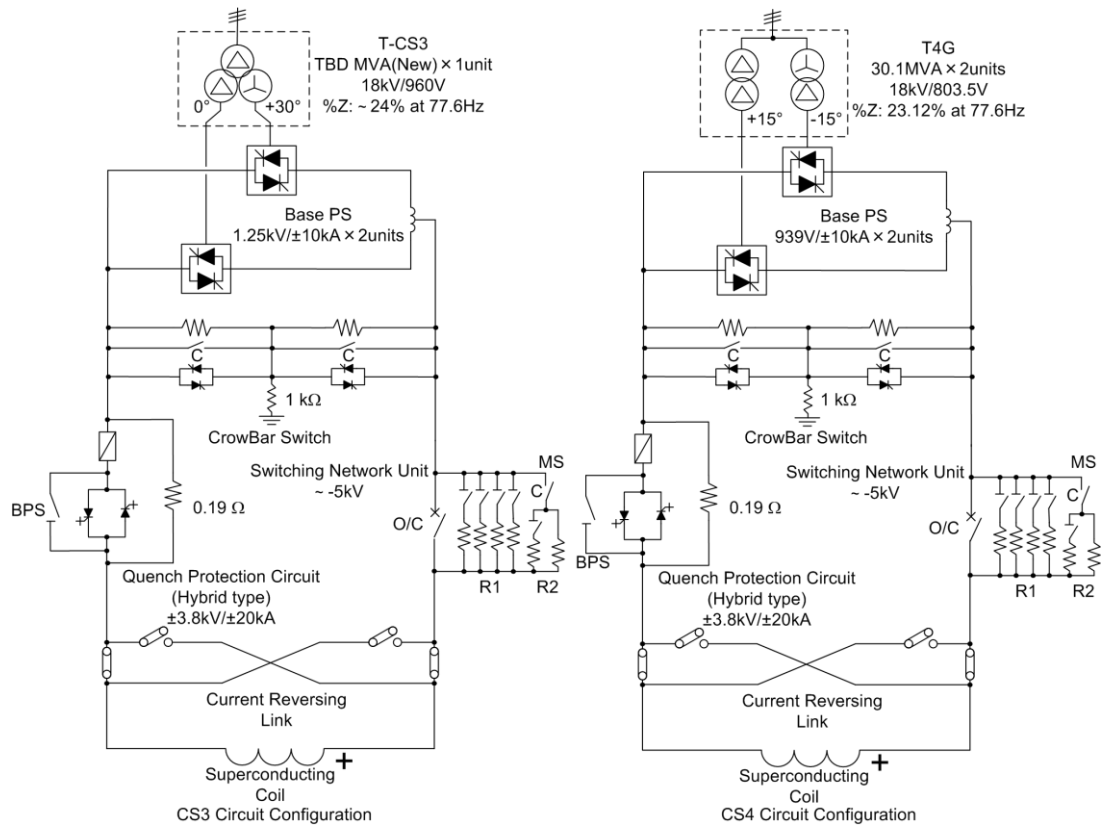 T-CS3
TBD MVA(New) × 1unit
18kV/960V
%Z: ~ 24% at 77.6Hz
0°
+30°
Base PS
1.25kV/±10kA × 2units
C
C
1 kΩ
CrowBar Switch
Switching Network Unit
~ -5kV
MS
C
BPS
0.19 Ω
O/C
R1
R2
Quench Protection Circuit
(Hybrid type)
±3.8kV/±20kA
Current Reversing
Link
+
Superconducting
Coil
CS3 Circuit Configuration
T4G
30.1MVA × 2units
18kV/803.5V
%Z: 23.12% at 77.6Hz
+15°
-15°
Base PS
939V/±10kA × 2units
C
C
1 kΩ
CrowBar Switch
Switching Network Unit
~ -5kV
MS
C
BPS
0.19 Ω
O/C
R1
R2
Quench Protection Circuit
(Hybrid type)
±3.8kV/±20kA
Current Reversing
Link
+
Superconducting
Coil
CS4 Circuit Configuration